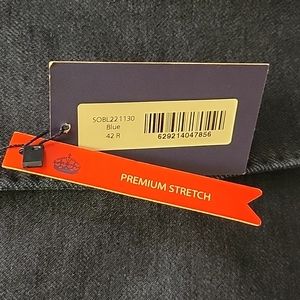 SOBL221130
Blue
42 R
629214047856
PREMIUM STRETCH